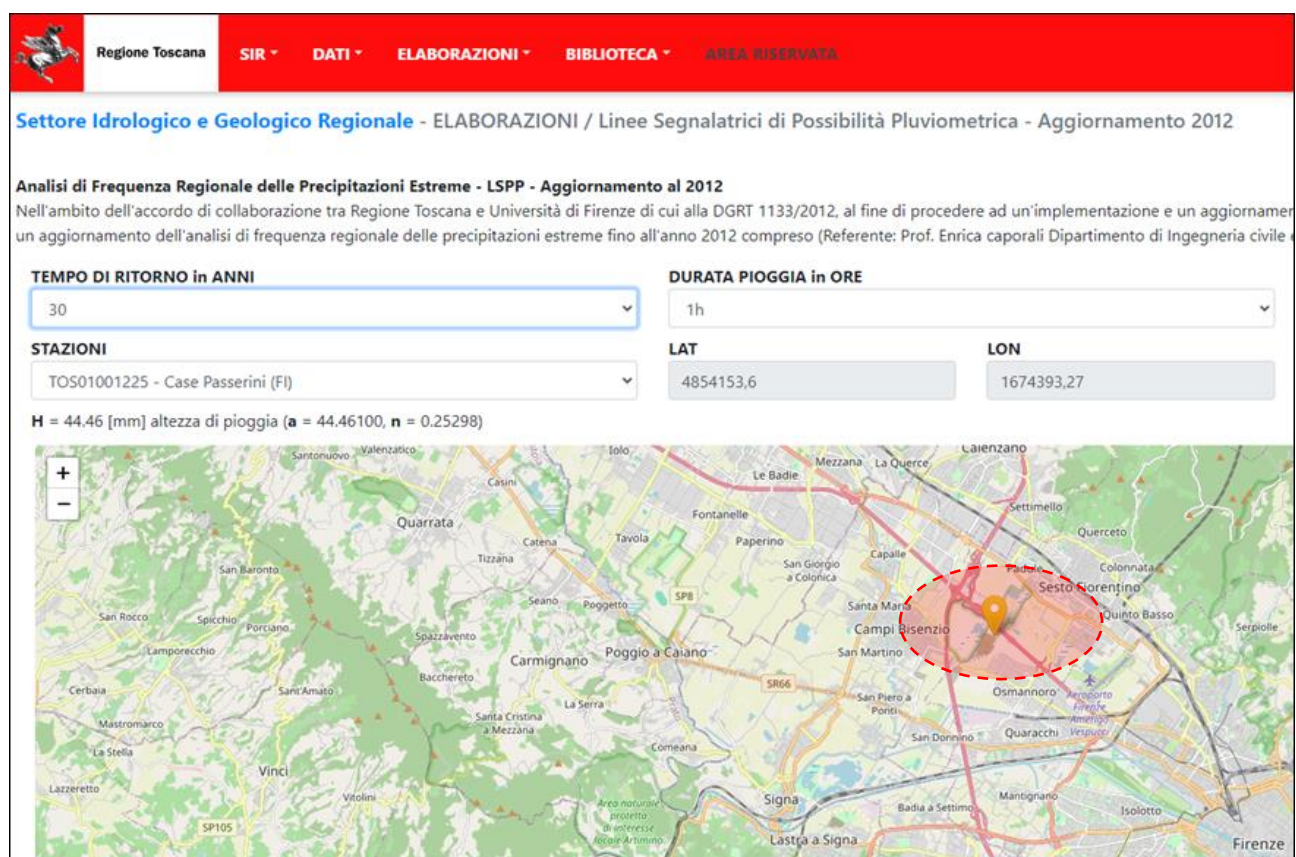 Regione Toscana SIR DATI ELABORAZIONI BIBLIOTECA AREA RISERVATA
Settore Idrologico e Geologico Regionale - ELABORAZIONI / Linee Segnalatrici di Possibilità Pluviometrica - Aggiornamento 2012
Analisi di Frequenza Regionale delle Precipitazioni Estreme - LSPP - Aggiornamento al 2012
Nell'ambito dell'accordo di collaborazione tra Regione Toscana e Università di Firenze di cui alla DGRT 1133/2012, al fine di procedere ad un'implementazione e un aggiornamer
un aggiornamento dell'analisi di frequenza regionale delle precipitazioni estreme fino all'anno 2012 compreso (Referente: Prof. Enrica caporali Dipartimento di Ingegneria civile e
TEMPO DI RITORNO in ANNI DURATA PIOGGIA in ORE
30 1h
STAZIONI LAT LON
TOS01001225 - Case Passerini (FI) 4854153,6 1674393,27
H = 44.46 [mm] altezza di pioggia (a = 44.46100, n = 0.25298)
+
−
Santonuovo Valenzatico Iolo Calenzano
Casini Le Badie Mezzana La Querce
Quarrata Fontanelle Settimello
Catena Tavola Paperino Querceto
Tizzana San Giorgio a Colonica Capalle
San Baronto Padule Colonnata
Seano Poggetto SP8 Sesto Fiorentino
San Rocco Spicchio Porciano Santa Maria Quinto Basso Serpiolle
Spazzavento Campi Bisenzio
Lamporecchio Carmignano Poggio a Caiano San Martino
Bacchereto SR66
Cerbaia Sant'Amato La Serra San Piero a Ponti Osmannoro Aeroporto Firenze Amerigo Vespucci
Mastromarco Santa Cristina a Mezzana Prato
La Stella Comeana San Donnino Quaracchi
Vinci
Lazzeretto Vitolini Area naturale protetta di interesse locale Artimino Signa Badia a Settimo Mantignano Isolotto
SP105 Lastra a Signa Firenze